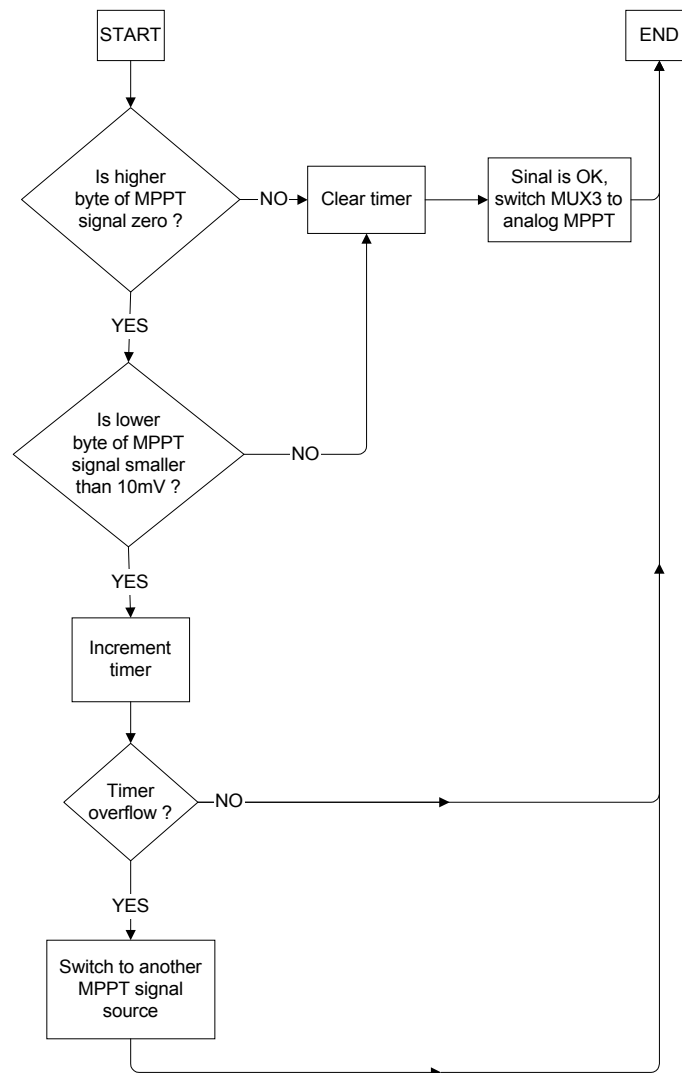 START
END
Is higher
byte of MPPT
signal zero ?
NO
Clear timer
Sinal is OK,
switch MUX3 to
analog MPPT
YES
Is lower
byte of MPPT
signal smaller
than 10mV ?
NO
YES
Increment
timer
Timer
overflow ?
NO
YES
Switch to another
MPPT signal
source